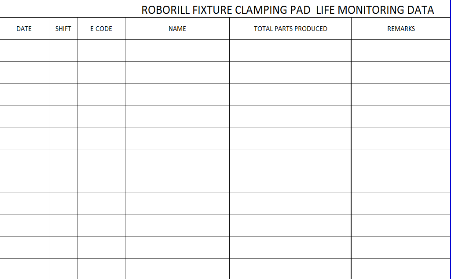 ROBORILL FIXTURE CLAMPING PAD  LIFE MONITORING DATA
DATE SHIFT E CODE NAME TOTAL PARTS PRODUCED REMARKS